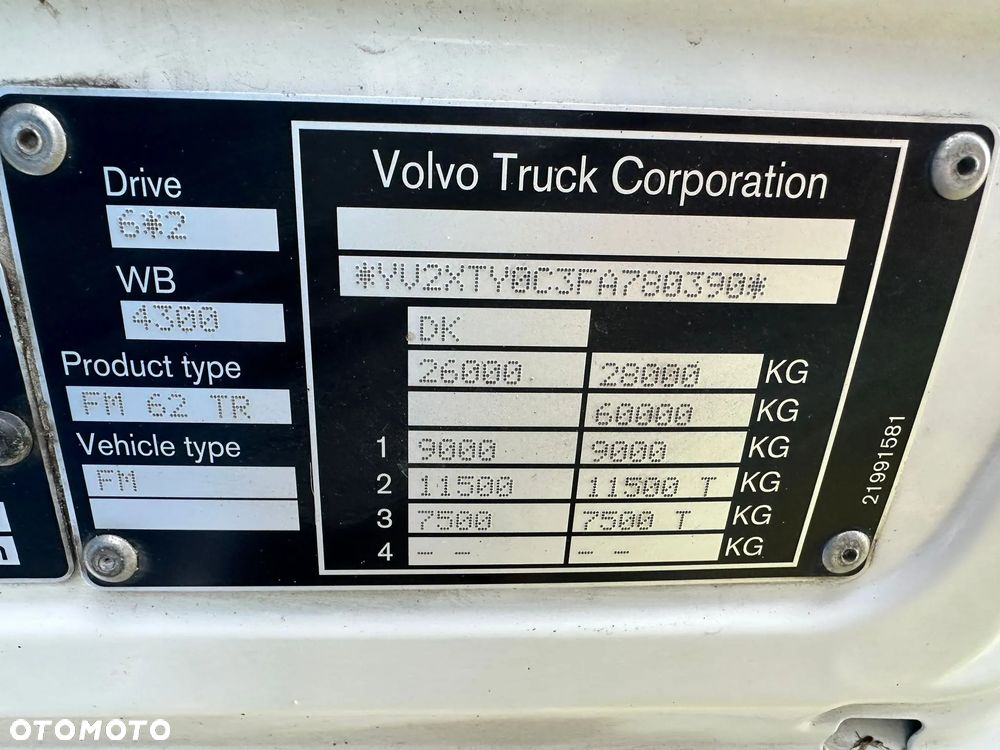 Drive
6*2
WB
4300
Product type
FM 62 TR
Vehicle type
FM
Volvo Truck Corporation
*YV2XTY0C3FA780390*
DK
26000 28000 KG
60000 KG
1 9000 9000 KG
2 11500 11500 T KG
3 7500 7500 T KG
4 -- -- KG
21991581
OTOMOTO